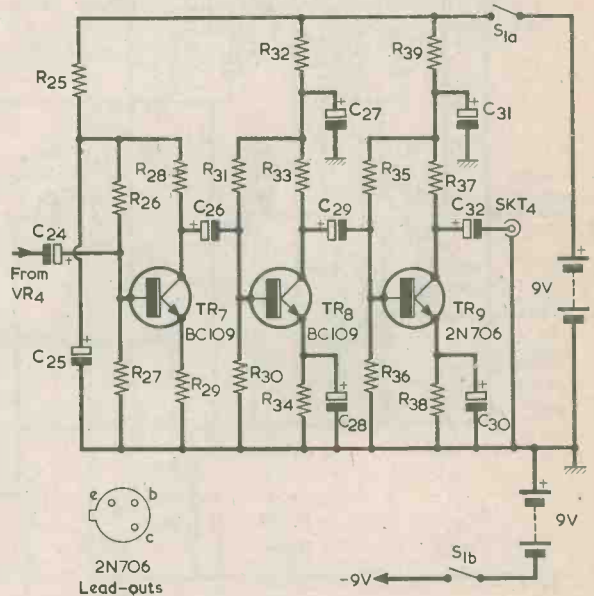 S1a
R32
R39
R25
C27
C31
R28
R31
R33
R35
R37
R26
C26
C29
C32
SKT4
C24
From
VR4
TR7
BC109
TR8
BC109
TR9
2N706
9V
C25
R27
R29
R30
R34
C28
R36
R38
C30
e
b
c
2N706
Lead-outs
9V
S1b
-9V
+
+
+
+
+
+
+
+
+
+
+